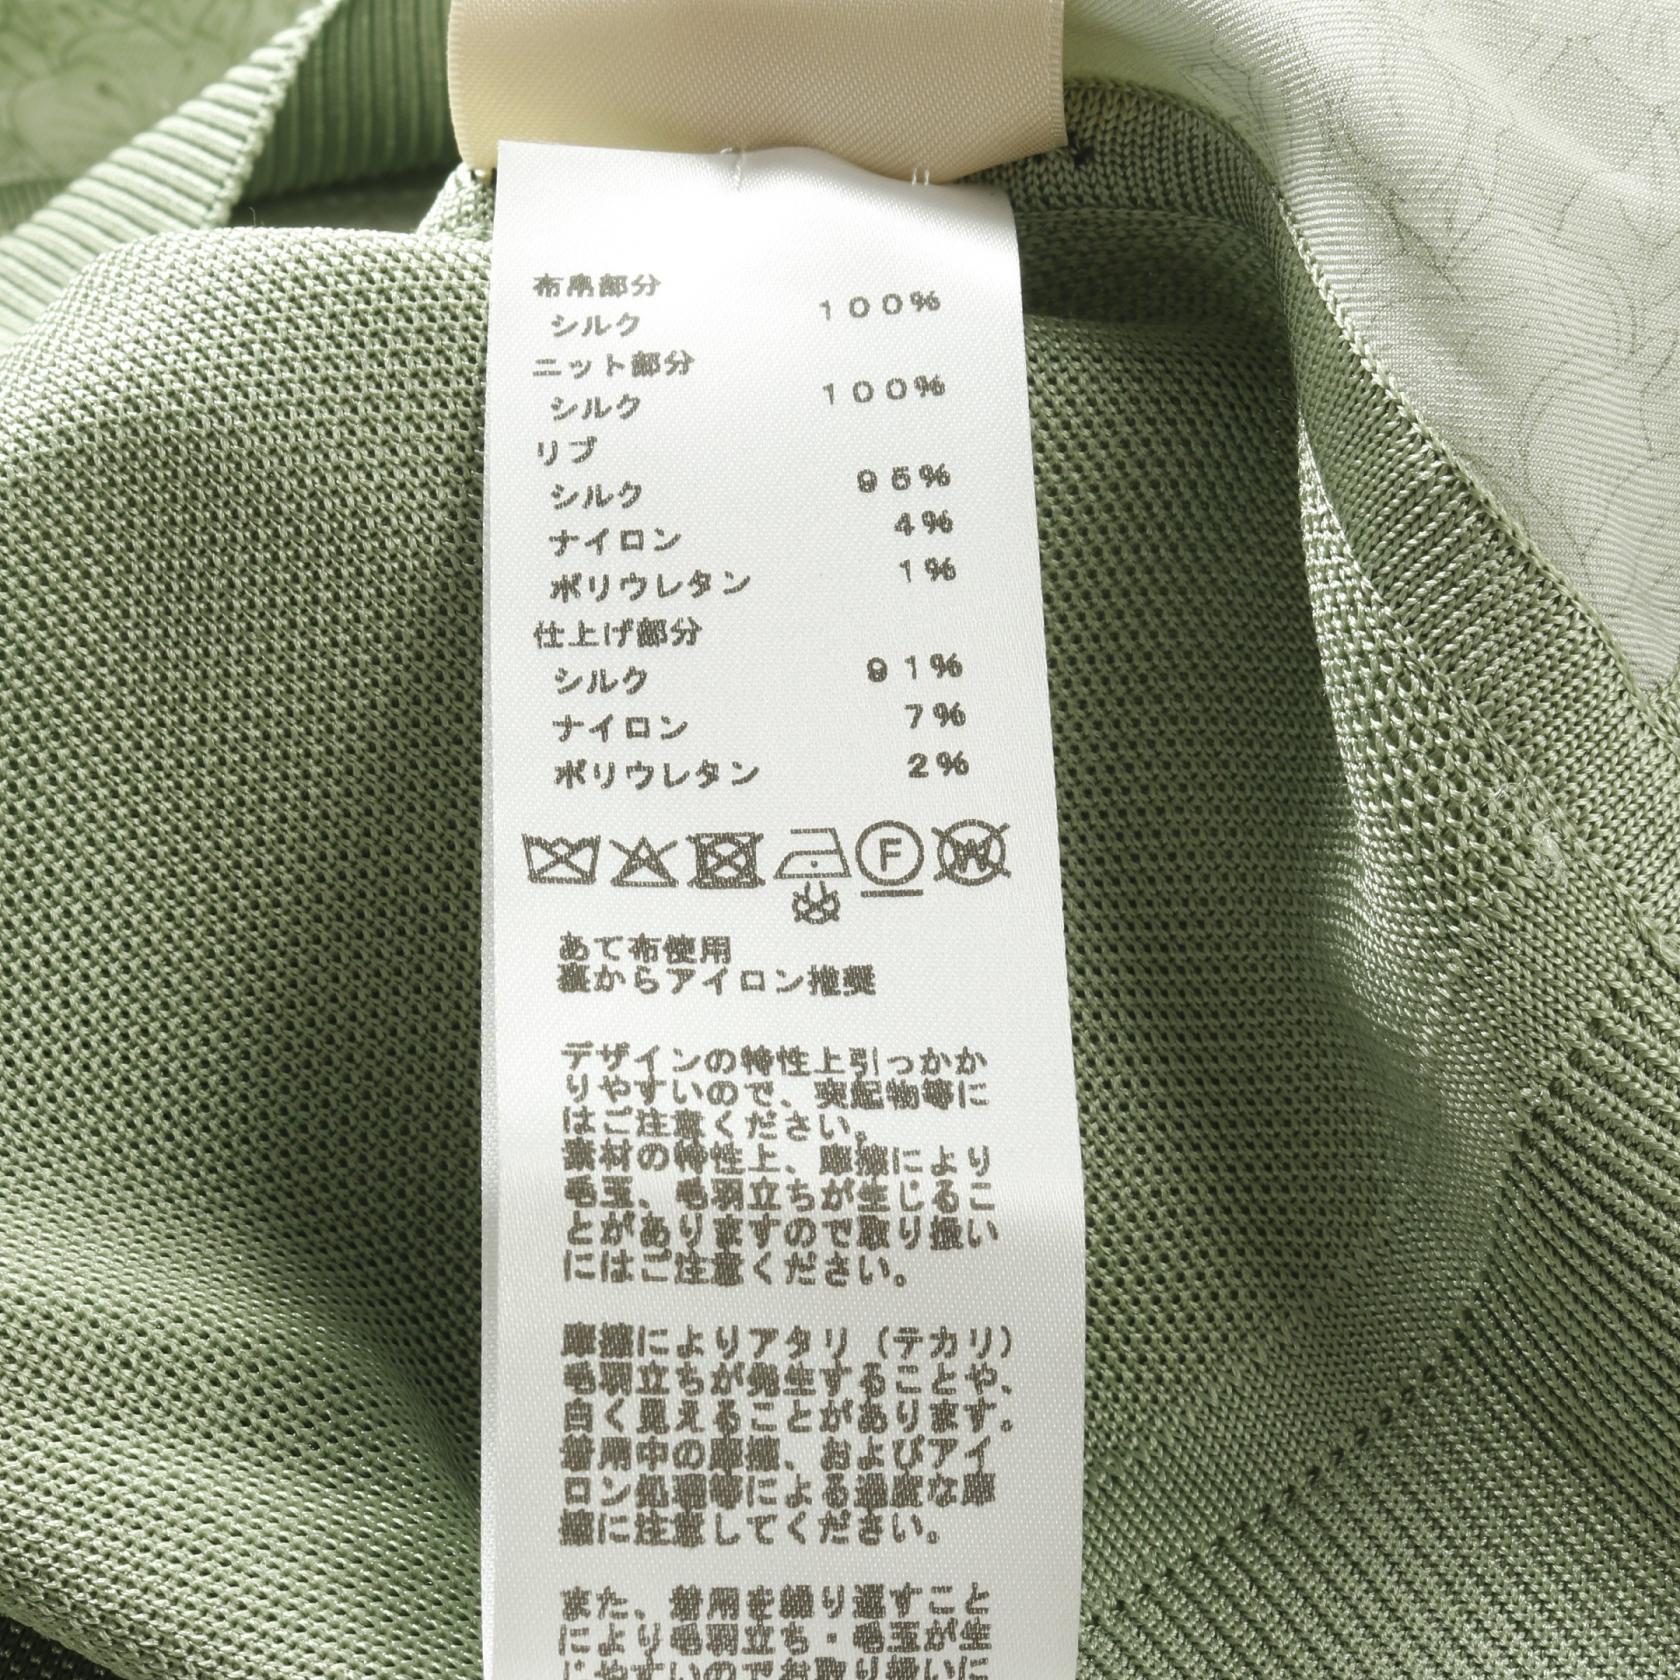 布帛部分
シルク 100%
ニット部分
シルク 100%
リブ
シルク 95%
ナイロン 4%
ポリウレタン 1%
仕上げ部分
シルク 91%
ナイロン 7%
ポリウレタン 2%
F W
あて布使用
裏からアイロン推奨
デザインの特性上引っかか
りやすいので、突起物等に
はご注意ください。
素材の特性上、摩擦により
毛玉、毛羽立ちが生じるこ
とがありますので取り扱い
にはご注意ください。
摩擦によりアタリ（テカリ）
毛羽立ちが発生することや、
白く見えることがあります。
着用中の摩擦、およびアイ
ロン処理等による過度な摩
擦に注意してください。
また、着用を繰り返すこと
により毛羽立ち・毛玉が生
じやすいのでお取り扱いに